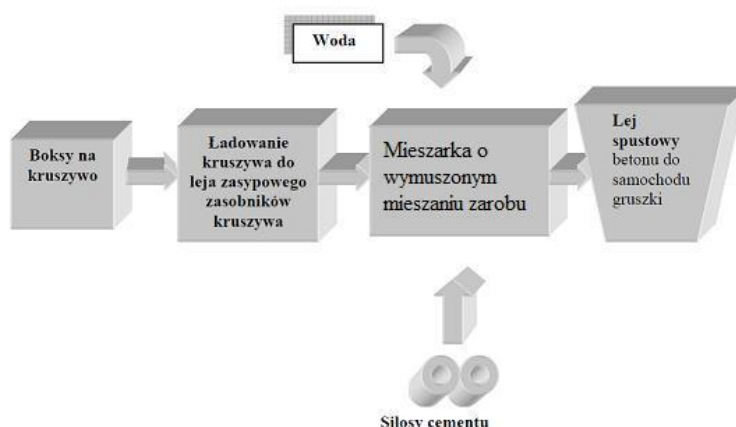 Woda
Boksy na
kruszywo
Ładowanie
kruszywa do
leja zasypowego
zasobników
kruszywa
Mieszarka o
wymuszonym
mieszaniu zarobu
Lej
spustowy
betonu do
samochodu
gruszki
Silosy cementu